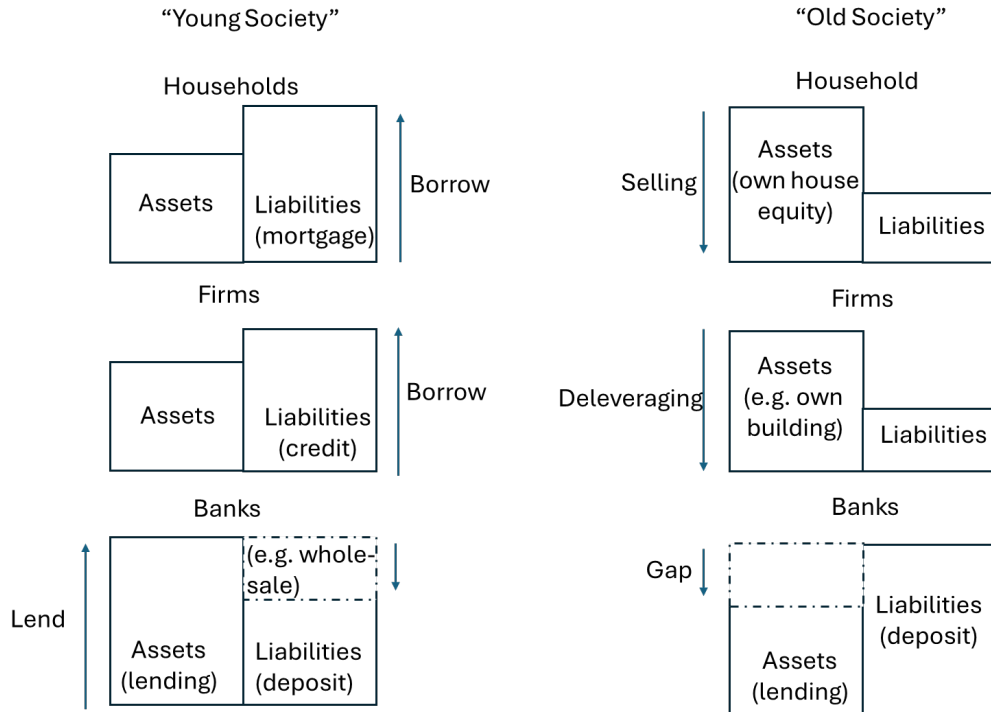 “Young Society”
Households
Assets
Liabilities
(mortgage)
Borrow
Firms
Assets
Liabilities
(credit)
Borrow
Banks
Lend
Assets
(lending)
(e.g. whole-
sale)
Liabilities
(deposit)
“Old Society”
Household
Selling
Assets
(own house
equity)
Liabilities
Firms
Deleveraging
Assets
(e.g. own
building)
Liabilities
Banks
Gap
Assets
(lending)
Liabilities
(deposit)